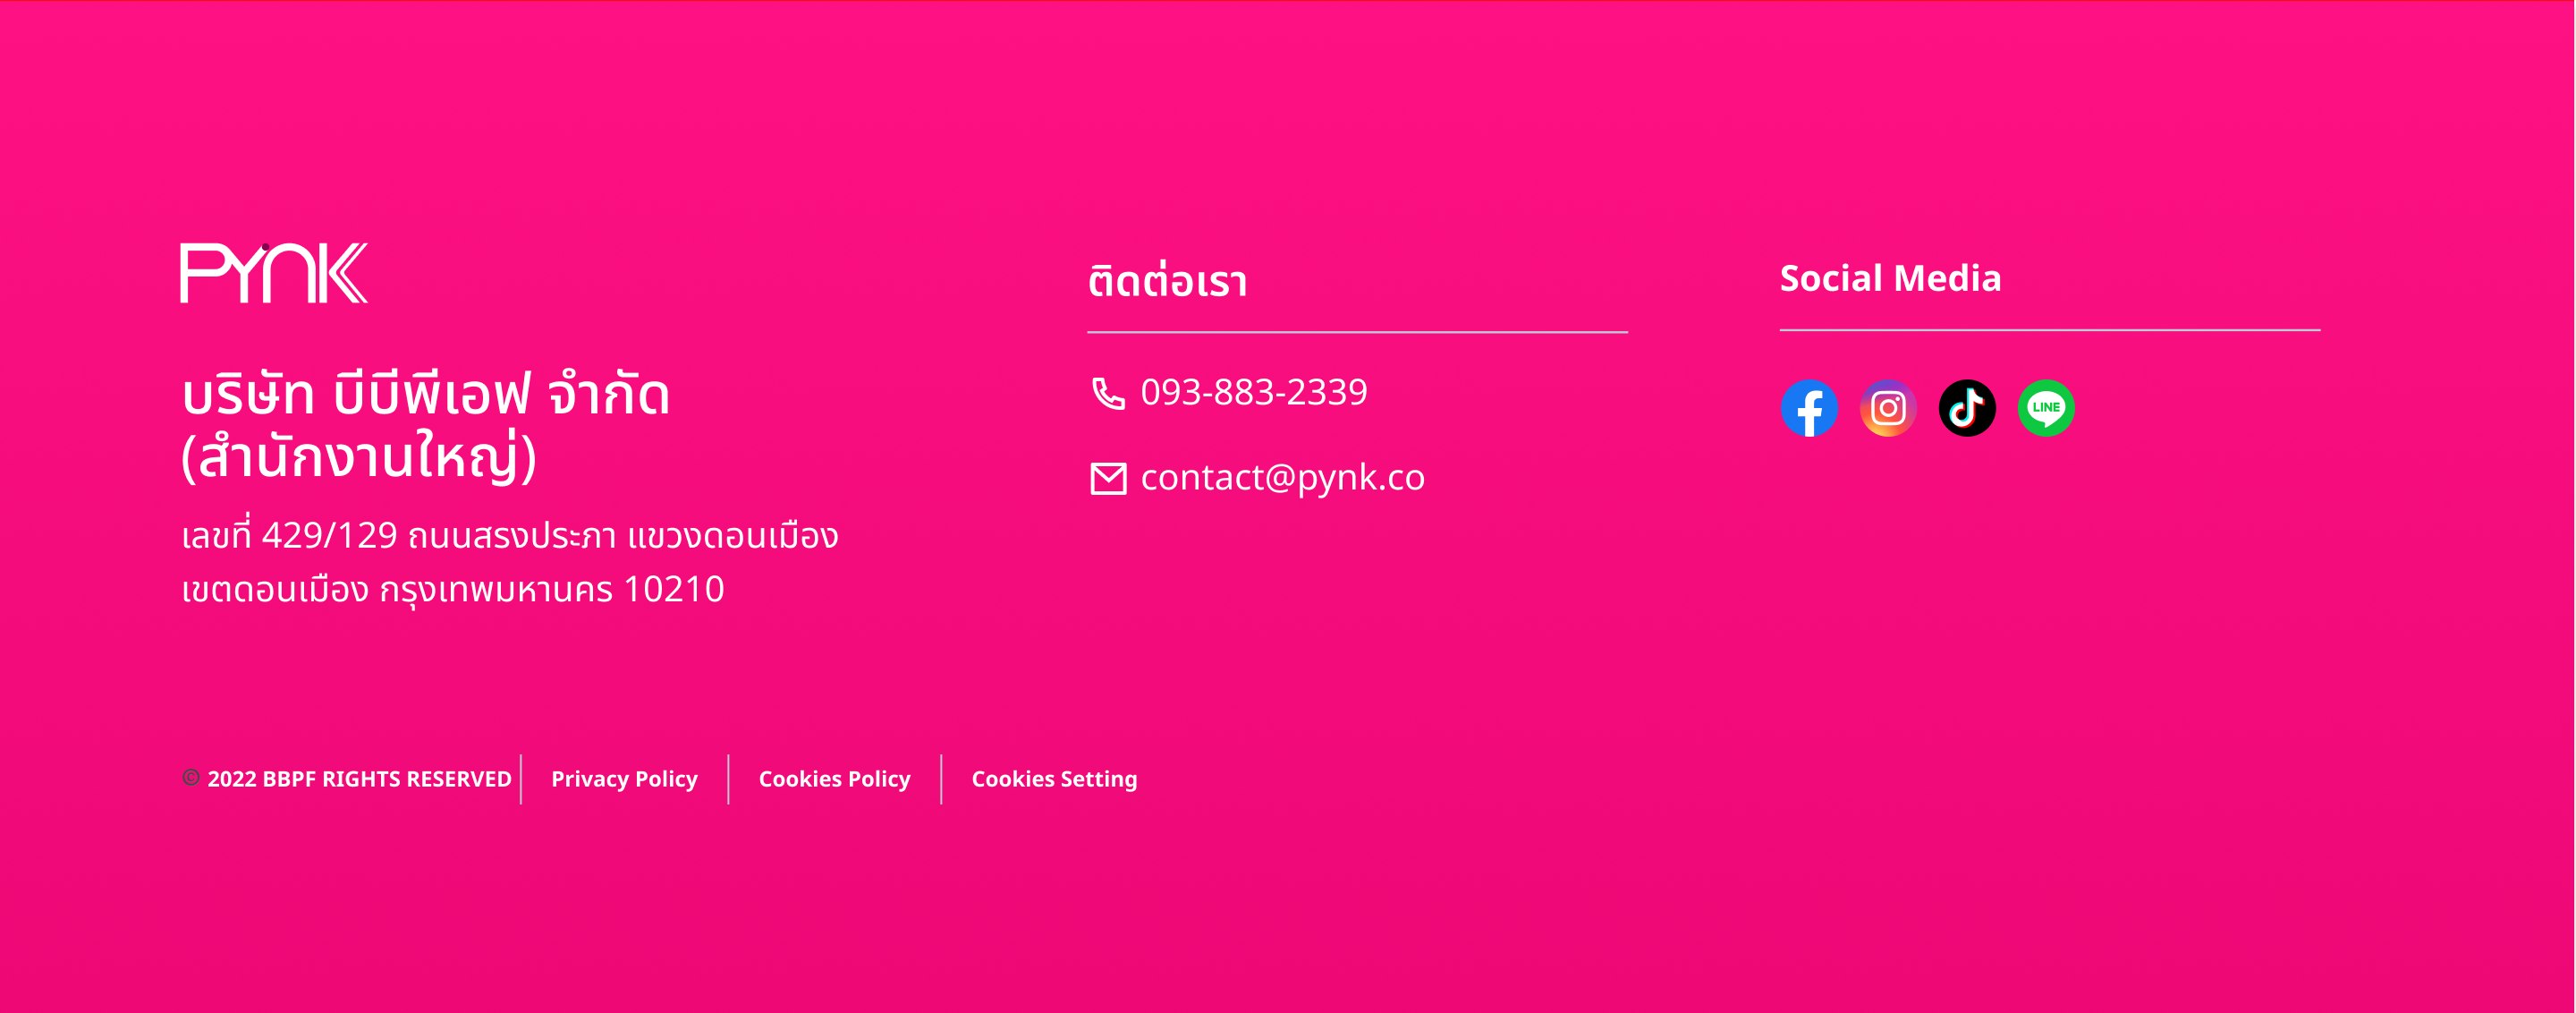 PYNK
บริษัท บีบีพีเอฟ จำกัด
(สำนักงานใหญ่)
เลขที่ 429/129 ถนนสรงประภา แขวงดอนเมือง
เขตดอนเมือง กรุงเทพมหานคร 10210
ติดต่อเรา
093-883-2339
contact@pynk.co
Social Media
LINE
© 2022 BBPF RIGHTS RESERVED
Privacy Policy
Cookies Policy
Cookies Setting